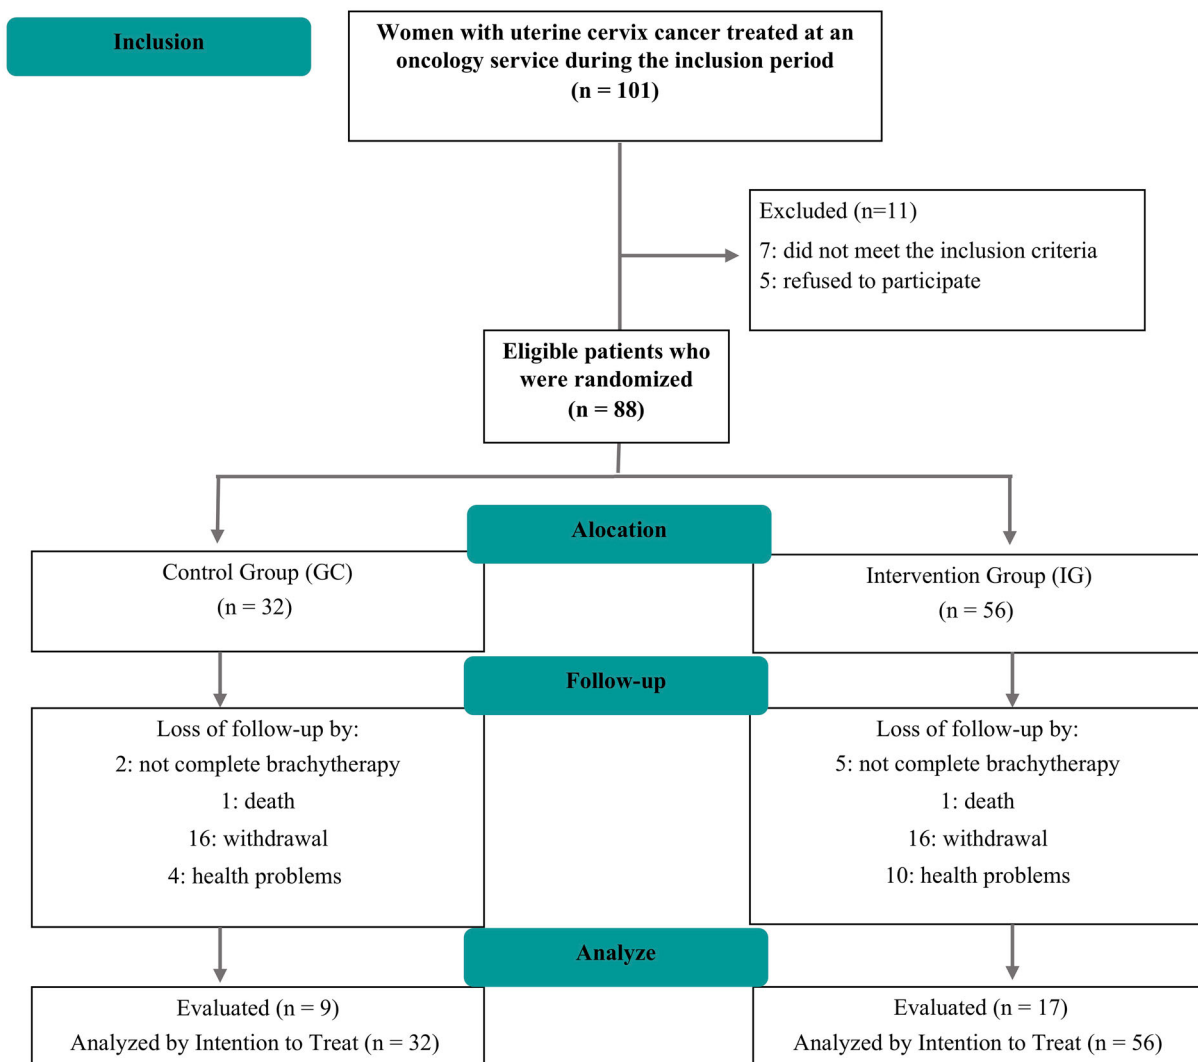 Inclusion
Women with uterine cervix cancer treated at an
oncology service during the inclusion period
(n = 101)
Excluded (n=11)
7: did not meet the inclusion criteria
5: refused to participate
Eligible patients who
were randomized
(n = 88)
Alocation
Control Group (GC)
(n = 32)
Intervention Group (IG)
(n = 56)
Follow-up
Loss of follow-up by:
2: not complete brachytherapy
1: death
16: withdrawal
4: health problems
Loss of follow-up by:
5: not complete brachytherapy
1: death
16: withdrawal
10: health problems
Analyze
Evaluated (n = 9)
Analyzed by Intention to Treat (n = 32)
Evaluated (n = 17)
Analyzed by Intention to Treat (n = 56)